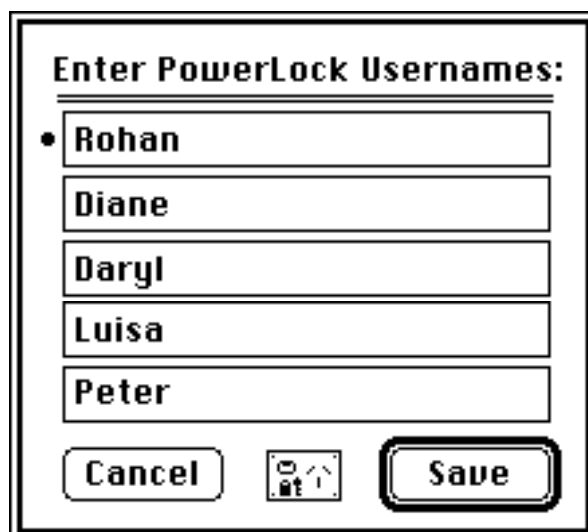 Enter PowerLock Usernames:
Rohan
Diane
Daryl
Luisa
Peter
Cancel
Save